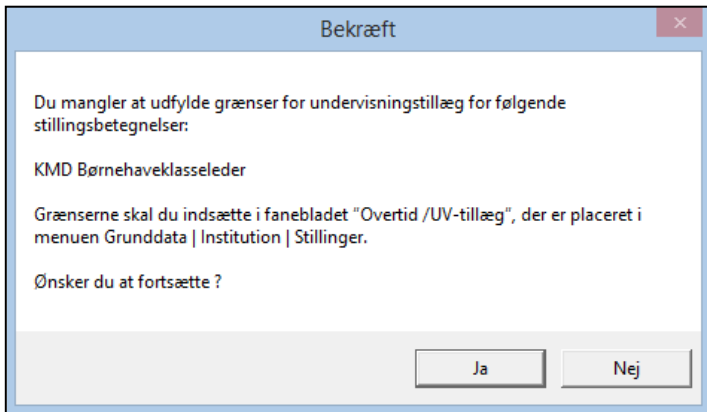 Bekræft
Du mangler at udfylde grænser for undervisningstillæg for følgende
stillingsbetegnelser:
KMD Børnehaveklasseleder
Grænserne skal du indsætte i fanebladet "Overtid /UV-tillæg", der er placeret i
menuen Grunddata | Institution | Stillinger.
Ønsker du at fortsætte ?
Ja
Nej